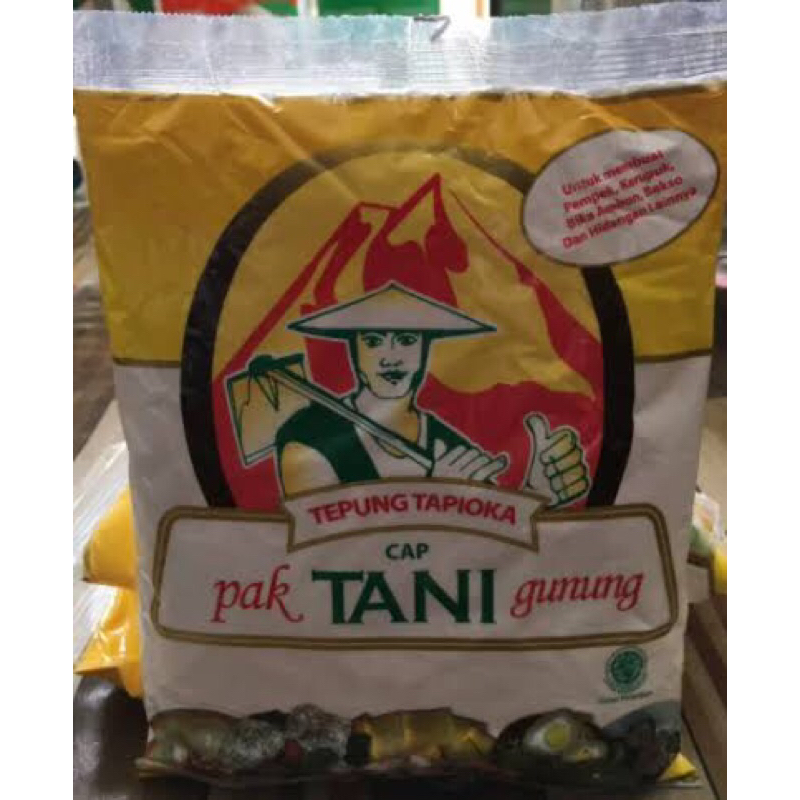 Untuk membuat
Pempek, Kerupuk,
Bika Ambon, Bakso
Dan Hidangan Lainnya
TEPUNG TAPIOKA
CAP
pak TANI gunung